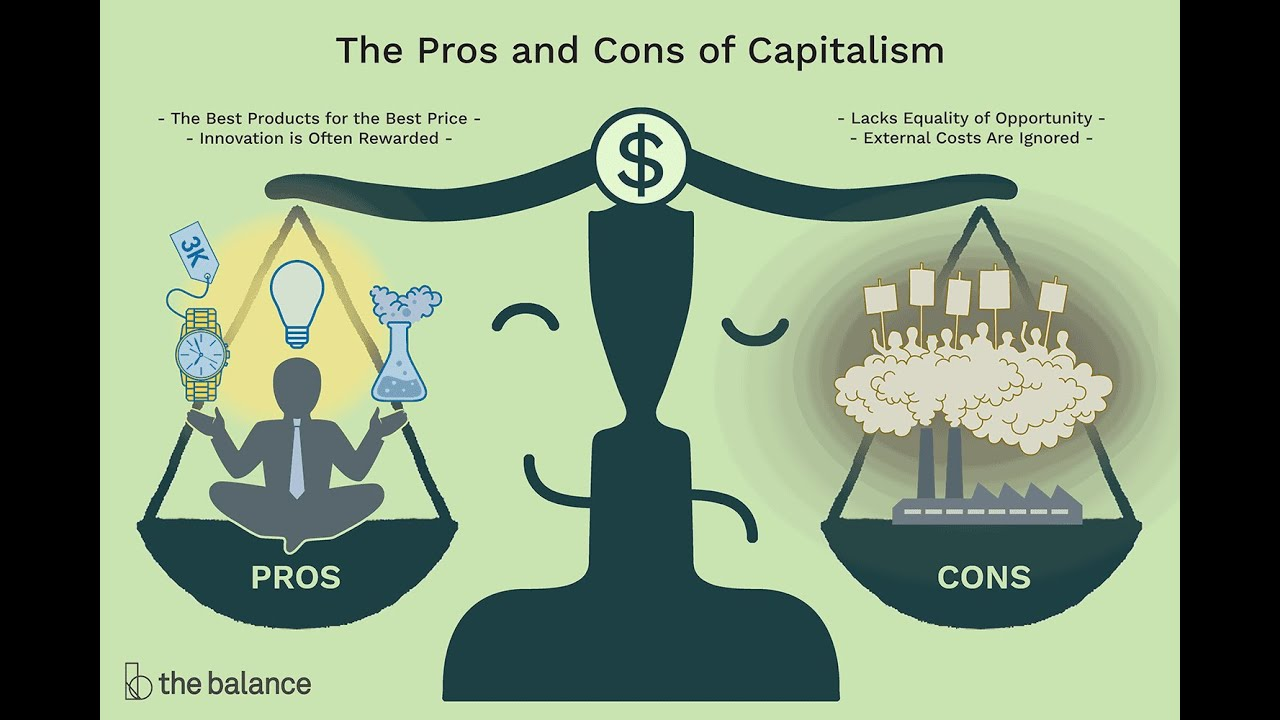 The Pros and Cons of Capitalism
- The Best Products for the Best Price -
- Innovation is Often Rewarded -
- Lacks Equality of Opportunity -
- External Costs Are Ignored -
$
3K
PROS
CONS
the balance